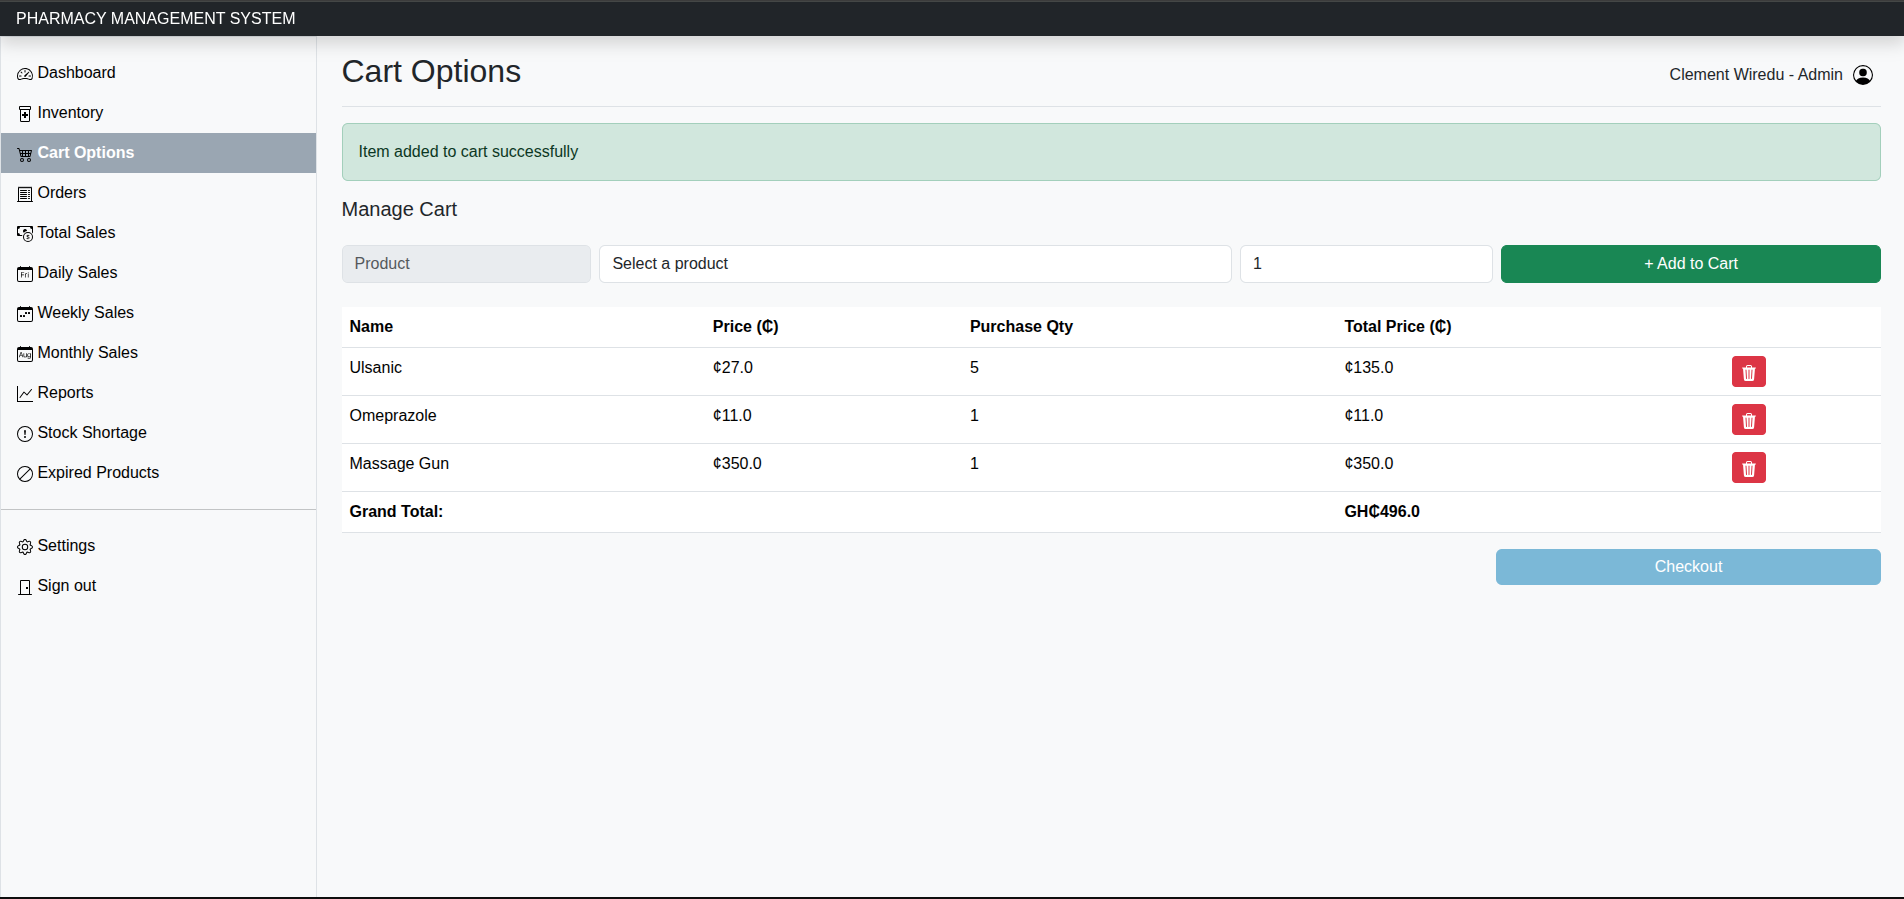 PHARMACY MANAGEMENT SYSTEM
Dashboard
Inventory
Cart Options
Orders
Total Sales
Fri Daily Sales
Weekly Sales
Aug Monthly Sales
Reports
Stock Shortage
Expired Products
Settings
Sign out
Cart Options
Clement Wiredu - Admin
Item added to cart successfully
Manage Cart
Product Select a product 1 + Add to Cart
Name Price (₵) Purchase Qty Total Price (₵)
Ulsanic ¢27.0 5 ¢135.0
Omeprazole ¢11.0 1 ¢11.0
Massage Gun ¢350.0 1 ¢350.0
Grand Total: GH₵496.0
Checkout